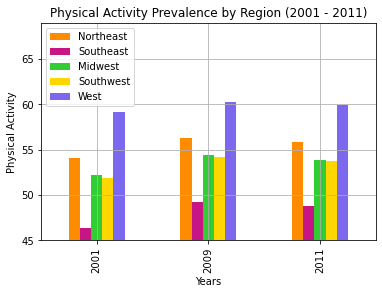 Physical Activity Prevalence by Region (2001 - 2011)
Northeast
Southeast
Midwest
Southwest
West
Physical Activity
65
60
55
50
45
2001
2009
2011
Years